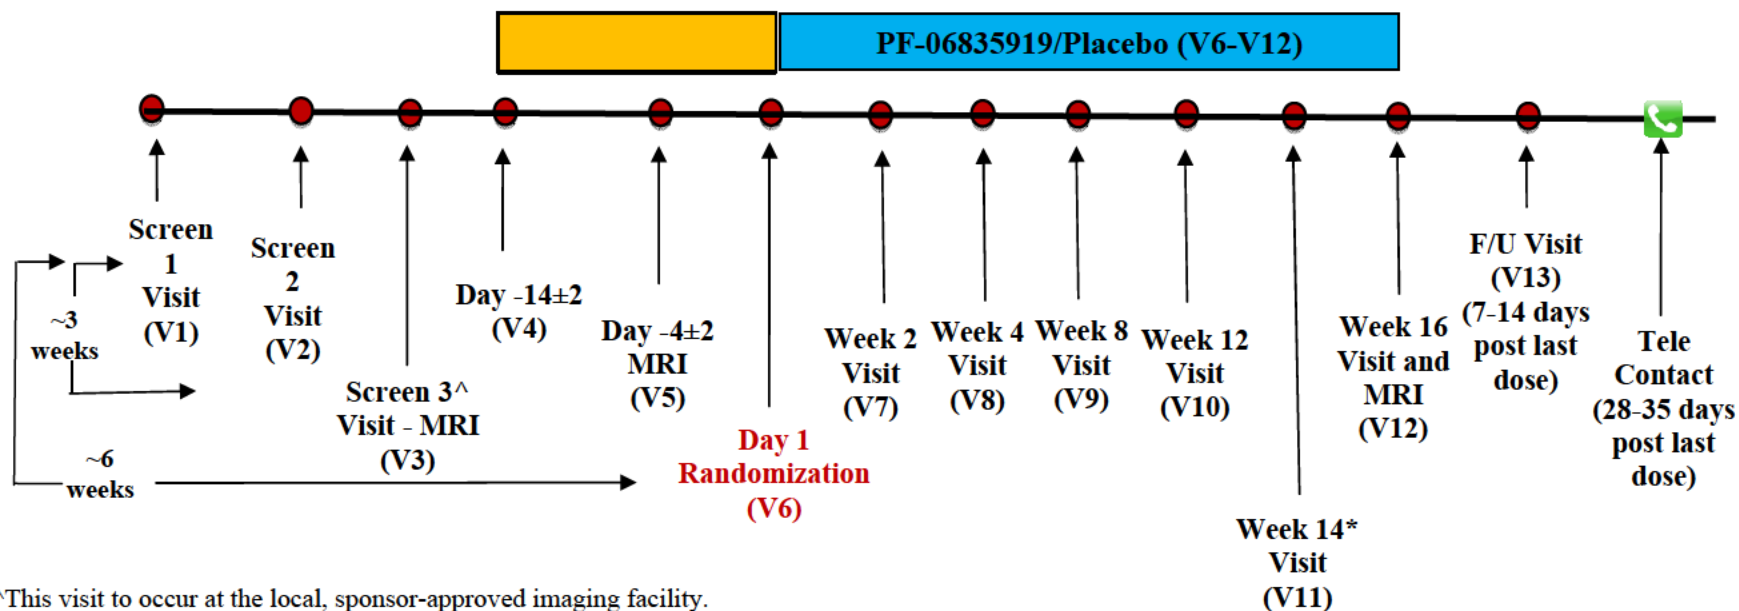 PF-06835919/Placebo (V6-V12)
Screen
1
Visit
(V1)
Screen
2
Visit
(V2)
Screen 3^
Visit - MRI
(V3)
Day -14±2
(V4)
Day -4±2
MRI
(V5)
Day 1
Randomization
(V6)
Week 2
Visit
(V7)
Week 4
Visit
(V8)
Week 8
Visit
(V9)
Week 12
Visit
(V10)
Week 14*
Visit
(V11)
Week 16
Visit and
MRI
(V12)
F/U Visit
(V13)
(7-14 days
post last
dose)
Tele
Contact
(28-35 days
post last
dose)
~3
weeks
~6
weeks
^This visit to occur at the local, sponsor-approved imaging facility.